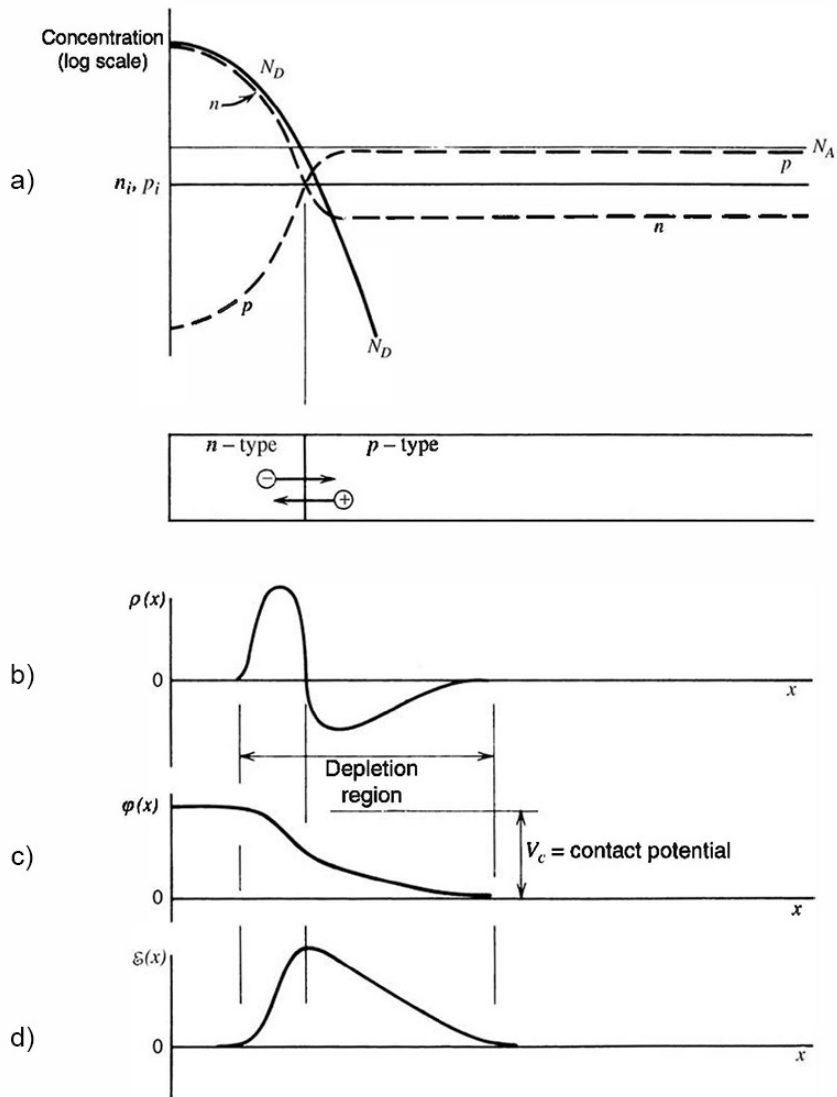 Concentration
(log scale)
N_D
n
N_A
p
a)
n_i, p_i
n
p
N_D
n – type
p – type
−
+
ρ(x)
b)
0
x
Depletion
region
φ(x)
c)
V_c = contact potential
0
x
ℰ(x)
d)
0
x